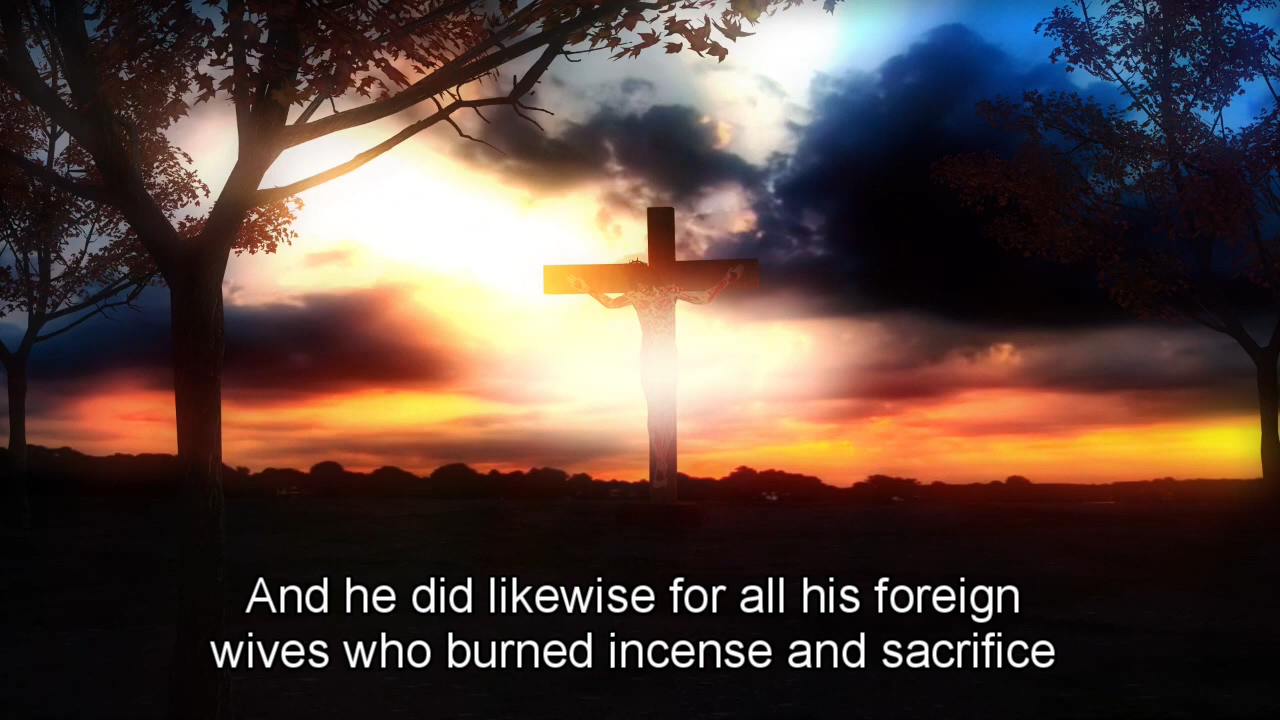 And he did likewise for all his foreign
wives who burned incense and sacrifice